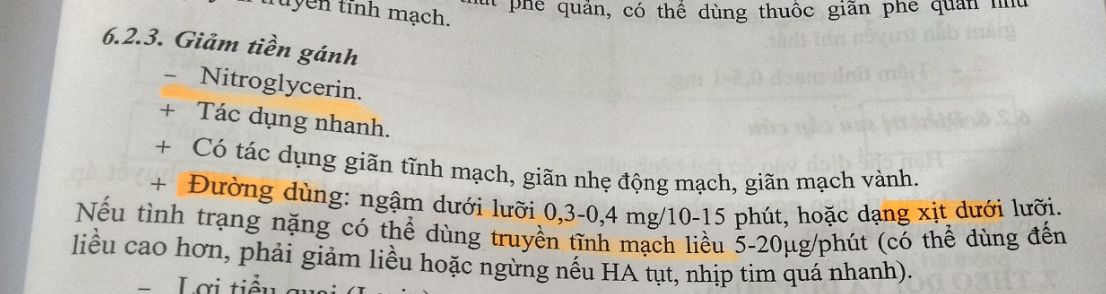 tĩnh mạch.
phế quản, có thể dùng thuốc giãn phế quản như
6.2.3. Giảm tiền gánh
- Nitroglycerin.
+ Tác dụng nhanh.
+ Có tác dụng giãn tĩnh mạch, giãn nhẹ động mạch, giãn mạch vành.
+ Đường dùng: ngậm dưới lưỡi 0,3-0,4 mg/10-15 phút, hoặc dạng xịt dưới lưỡi.
Nếu tình trạng nặng có thể dùng truyền tĩnh mạch liều 5-20µg/phút (có thể dùng đến
liều cao hơn, phải giảm liều hoặc ngừng nếu HA tụt, nhịp tim quá nhanh).
- Lợi tiểu quai